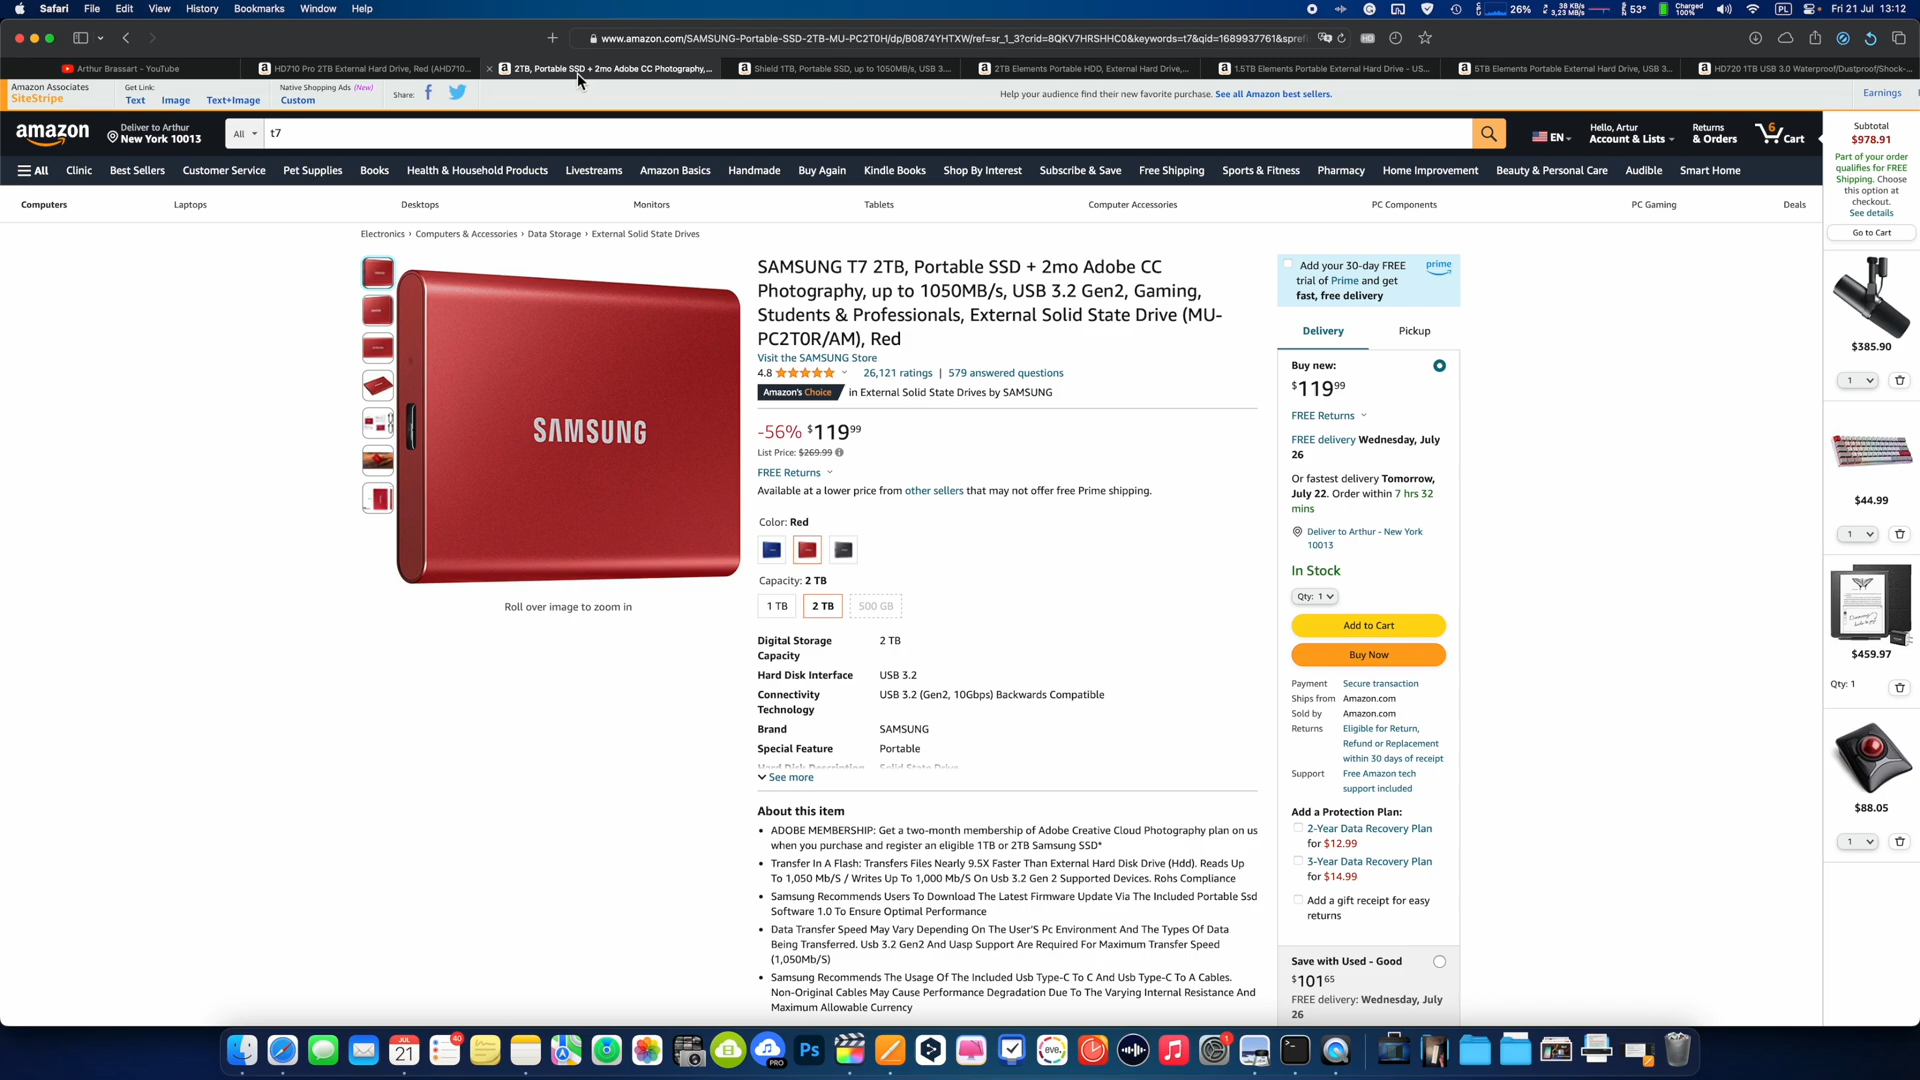 Safari File Edit View History Bookmarks Window Help
26% 38 KB/s 3,23 MB/s 53° Charged 100% PL Fri 21 Jul 13:12
www.amazon.com/SAMSUNG-Portable-SSD-2TB-MU-PC2T0H/dp/B0874YHTXW/ref=sr_1_3?crid=8QKV7HRSHHC0&keywords=t7&qid=1689937761&sprefi
Arthur Brassart - YouTube
HD710 Pro 2TB External Hard Drive, Red (AHD710...
2TB, Portable SSD + 2mo Adobe CC Photography,...
Shield 1TB, Portable SSD, up to 1050MB/s, USB 3....
2TB Elements Portable HDD, External Hard Drive,...
1.5TB Elements Portable External Hard Drive - US...
5TB Elements Portable External Hard Drive, USB 3...
HD720 1TB USB 3.0 Waterproof/Dustproof/Shock-...
Amazon Associates
SiteStripe
Get Link:
Text Image Text+Image
Native Shopping Ads (New)
Custom
Share:
Help your audience find their new favorite purchase. See all Amazon best sellers.
Earnings
amazon
Deliver to Arthur
New York 10013
All
t7
EN
Hello, Artur
Account & Lists
Returns
& Orders
6
Cart
All Clinic Best Sellers Customer Service Pet Supplies Books Health & Household Products Livestreams Amazon Basics Handmade Buy Again Kindle Books Shop By Interest Subscribe & Save Free Shipping Sports & Fitness Pharmacy Home Improvement Beauty & Personal Care Audible Smart Home
Computers Laptops Desktops Monitors Tablets Computer Accessories PC Components PC Gaming Deals
Electronics › Computers & Accessories › Data Storage › External Solid State Drives
SAMSUNG
Roll over image to zoom in
SAMSUNG T7 2TB, Portable SSD + 2mo Adobe CC
Photography, up to 1050MB/s, USB 3.2 Gen2, Gaming,
Students & Professionals, External Solid State Drive (MU-
PC2T0R/AM), Red
Visit the SAMSUNG Store
4.8 26,121 ratings | 579 answered questions
Amazon's Choice in External Solid State Drives by SAMSUNG
-56% $119 99
List Price: $269.99
FREE Returns
Available at a lower price from other sellers that may not offer free Prime shipping.
Color: Red
Capacity: 2 TB
1 TB 2 TB 500 GB
Digital Storage Capacity 2 TB
Hard Disk Interface USB 3.2
Connectivity Technology USB 3.2 (Gen2, 10Gbps) Backwards Compatible
Brand SAMSUNG
Special Feature Portable
Hard Disk Description Solid State Drive
See more
About this item
• ADOBE MEMBERSHIP: Get a two-month membership of Adobe Creative Cloud Photography plan on us
when you purchase and register an eligible 1TB or 2TB Samsung SSD*
• Transfer In A Flash: Transfers Files Nearly 9.5X Faster Than External Hard Disk Drive (Hdd). Reads Up
To 1,050 Mb/S / Writes Up To 1,000 Mb/S On Usb 3.2 Gen 2 Supported Devices. Rohs Compliance
• Samsung Recommends Users To Download The Latest Firmware Update Via The Included Portable Ssd
Software 1.0 To Ensure Optimal Performance
• Data Transfer Speed May Vary Depending On The User'S Pc Environment And The Types Of Data
Being Transferred. Usb 3.2 Gen2 And Uasp Support Are Required For Maximum Transfer Speed
(1,050Mb/S)
• Samsung Recommends The Usage Of The Included Usb Type-C To C And Usb Type-C To A Cables.
Non-Original Cables May Cause Performance Degradation Due To The Varying Internal Resistance And
Maximum Allowable Currency
Add your 30-day FREE
trial of Prime and get
fast, free delivery
prime
Delivery Pickup
Buy new:
$119 99
FREE Returns
FREE delivery Wednesday, July
26
Or fastest delivery Tomorrow,
July 22. Order within 7 hrs 32
mins
Deliver to Arthur - New York
10013
In Stock
Qty: 1
Add to Cart
Buy Now
Payment Secure transaction
Ships from Amazon.com
Sold by Amazon.com
Returns Eligible for Return,
Refund or Replacement
within 30 days of receipt
Support Free Amazon tech
support included
Add a Protection Plan:
2-Year Data Recovery Plan
for $12.99
3-Year Data Recovery Plan
for $14.99
Add a gift receipt for easy
returns
Save with Used - Good
$101 65
FREE delivery: Wednesday, July
26
Subtotal
$978.91
Part of your order
qualifies for FREE
Shipping. Choose
this option at
checkout.
See details
Go to Cart
$385.90
1
$44.99
1
$459.97
Qty: 1
$88.05
1
JUL
21
40
PRO
Ps
eve.
1